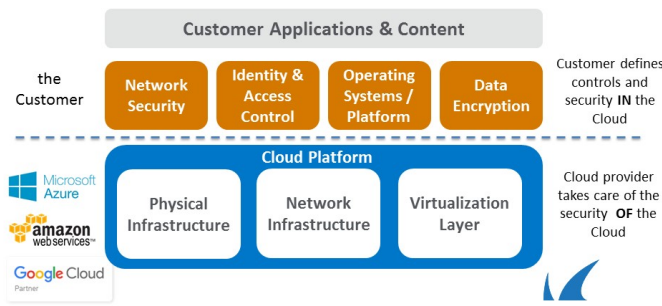 Customer Applications & Content
the
Customer
Network
Security
Identity &
Access
Control
Operating
Systems /
Platform
Data
Encryption
Customer defines
controls and
security IN the
Cloud
Cloud Platform
Microsoft
Azure
amazon
web services™
Google Cloud
Partner
Physical
Infrastructure
Network
Infrastructure
Virtualization
Layer
Cloud provider
takes care of the
security OF the
Cloud